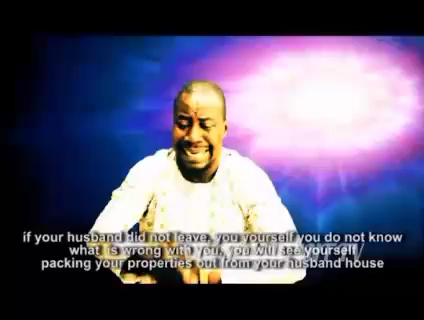 if your husband did not leave, you yourself you do not know
what is wrong with you, you will see yourself
packing your properties out from your husband house